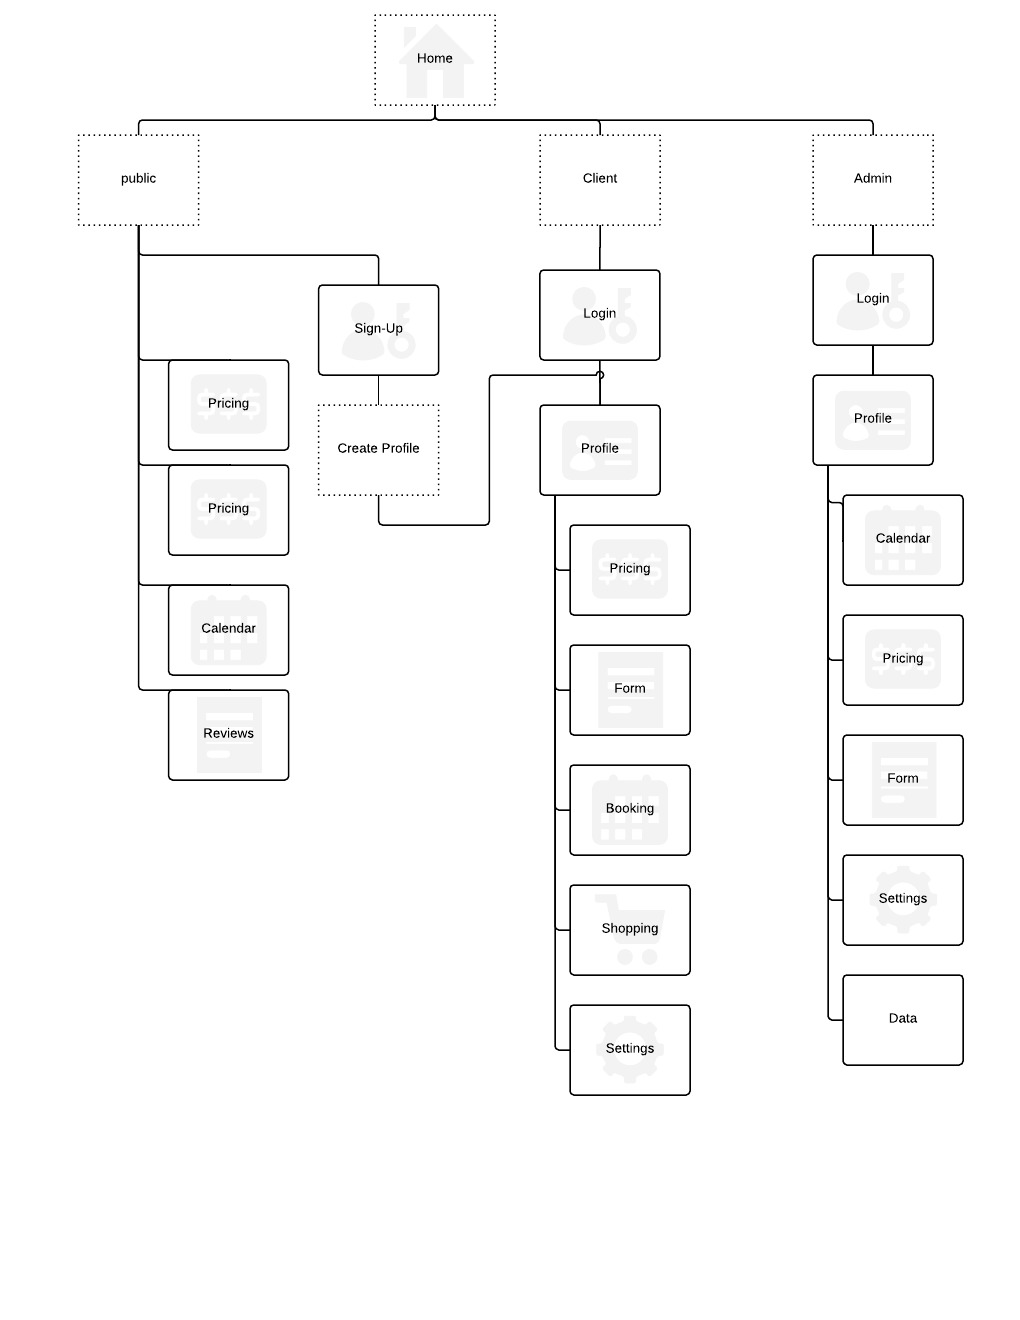 Home
public
Client
Admin
Sign-Up
Login
Login
Pricing
Create Profile
Profile
Profile
Pricing
Pricing
Calendar
Calendar
Form
Pricing
Reviews
Booking
Form
Shopping
Settings
Settings
Data